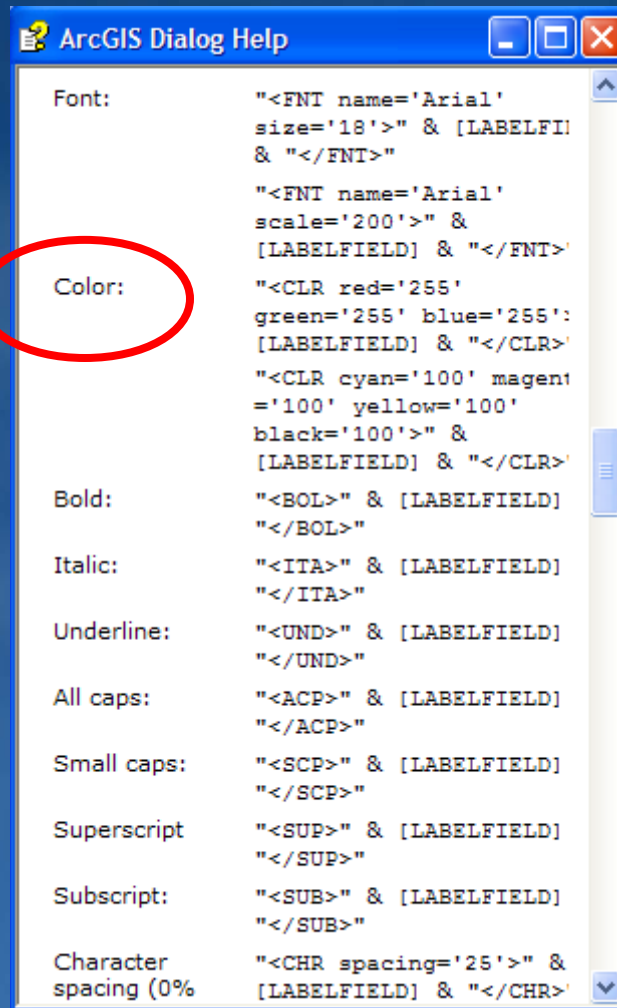 ArcGIS Dialog Help
Font: "<FNT name='Arial'
size='18'>" & [LABELFI
& "</FNT>"
"<FNT name='Arial'
scale='200'>" &
[LABELFIELD] & "</FNT>"
Color: "<CLR red='255'
green='255' blue='255'>
[LABELFIELD] & "</CLR>"
"<CLR cyan='100' magent
='100' yellow='100'
black='100'>" &
[LABELFIELD] & "</CLR>"
Bold: "<BOL>" & [LABELFIELD]
"</BOL>"
Italic: "<ITA>" & [LABELFIELD]
"</ITA>"
Underline: "<UND>" & [LABELFIELD]
"</UND>"
All caps: "<ACP>" & [LABELFIELD]
"</ACP>"
Small caps: "<SCP>" & [LABELFIELD]
"</SCP>"
Superscript "<SUP>" & [LABELFIELD]
"</SUP>"
Subscript: "<SUB>" & [LABELFIELD]
"</SUB>"
Character "<CHR spacing='25'>" &
spacing (0% [LABELFIELD] & "</CHR>"